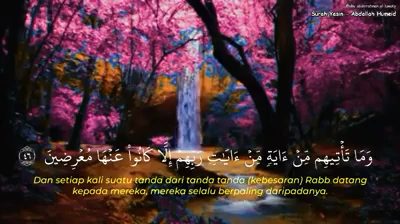 Surah Yasin - Abdallah Humeid
وَمَا تَأْتِيهِم مِّنْ ءَايَةٍ مِّنْ ءَايَٰتِ رَبِّهِمْ إِلَّا كَانُوا۟ عَنْهَا مُعْرِضِينَ ٤٦
Dan setiap kali suatu tanda dari tanda tanda (kebesaran) Rabb datang
kepada mereka, mereka selalu berpaling daripadanya.